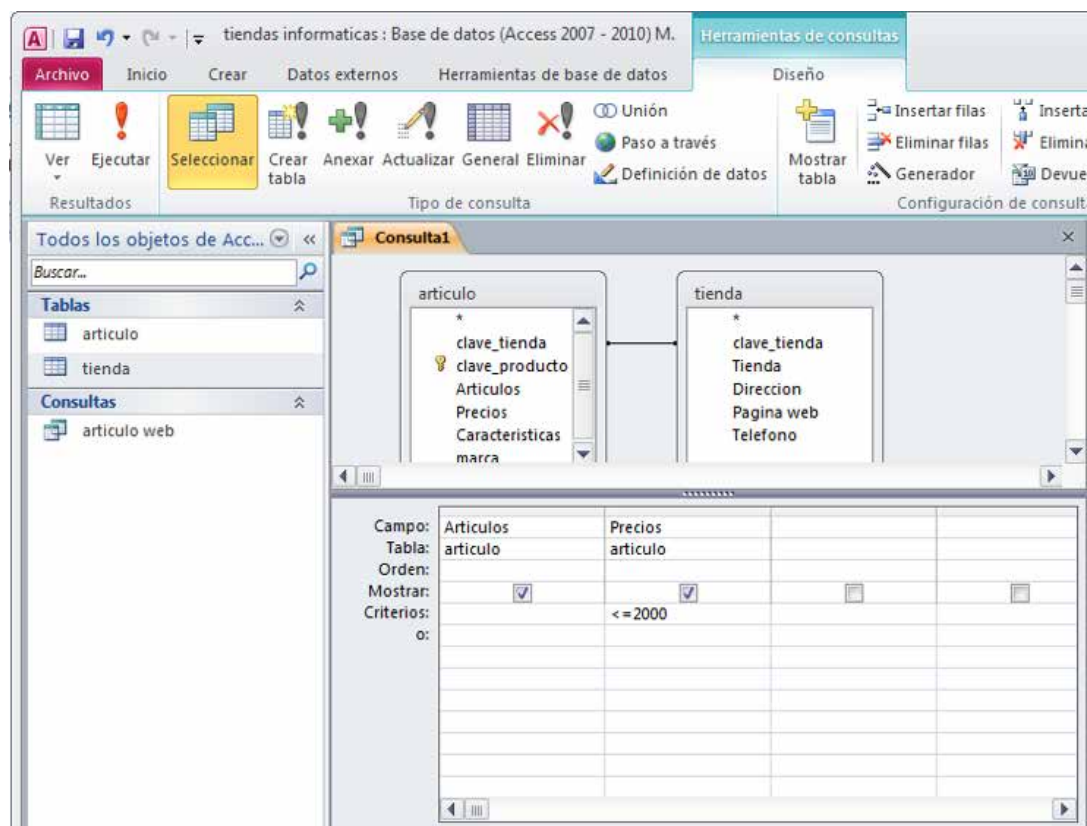 tiendas informaticas : Base de datos (Access 2007 - 2010) M.
Herramientas de consultas
Archivo Inicio Crear Datos externos Herramientas de base de datos Diseño
Ver
Ejecutar
Seleccionar
Crear tabla
Anexar
Actualizar
General
Eliminar
Unión
Paso a través
Definición de datos
Mostrar tabla
Insertar filas
Eliminar filas
Generador
Inserta
Elimina
Devue
Resultados
Tipo de consulta
Configuración de consult
Todos los objetos de Acc...
Buscar...
Tablas
articulo
tienda
Consultas
articulo web
Consulta1
articulo
*
clave_tienda
clave_producto
Articulos
Precios
Caracteristicas
marca
tienda
*
clave_tienda
Tienda
Direccion
Pagina web
Telefono
Campo: Articulos Precios
Tabla: articulo articulo
Orden:
Mostrar:
Criterios: <=2000
o: